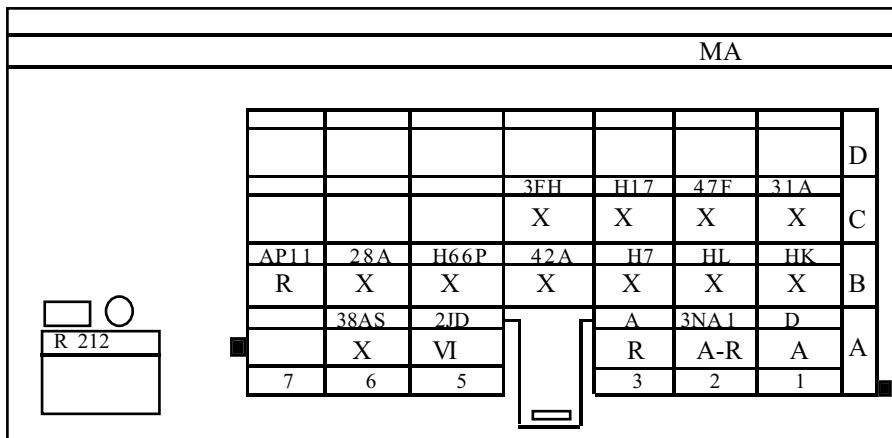 MA
D
3FH H17 47F 31A
X X X X C
AP11 28A H66P 42A H7 HL HK
R X X X X X X B
R 212
38AS 2JD A 3NA1 D
X VI R A-R A A
7 6 5 3 2 1